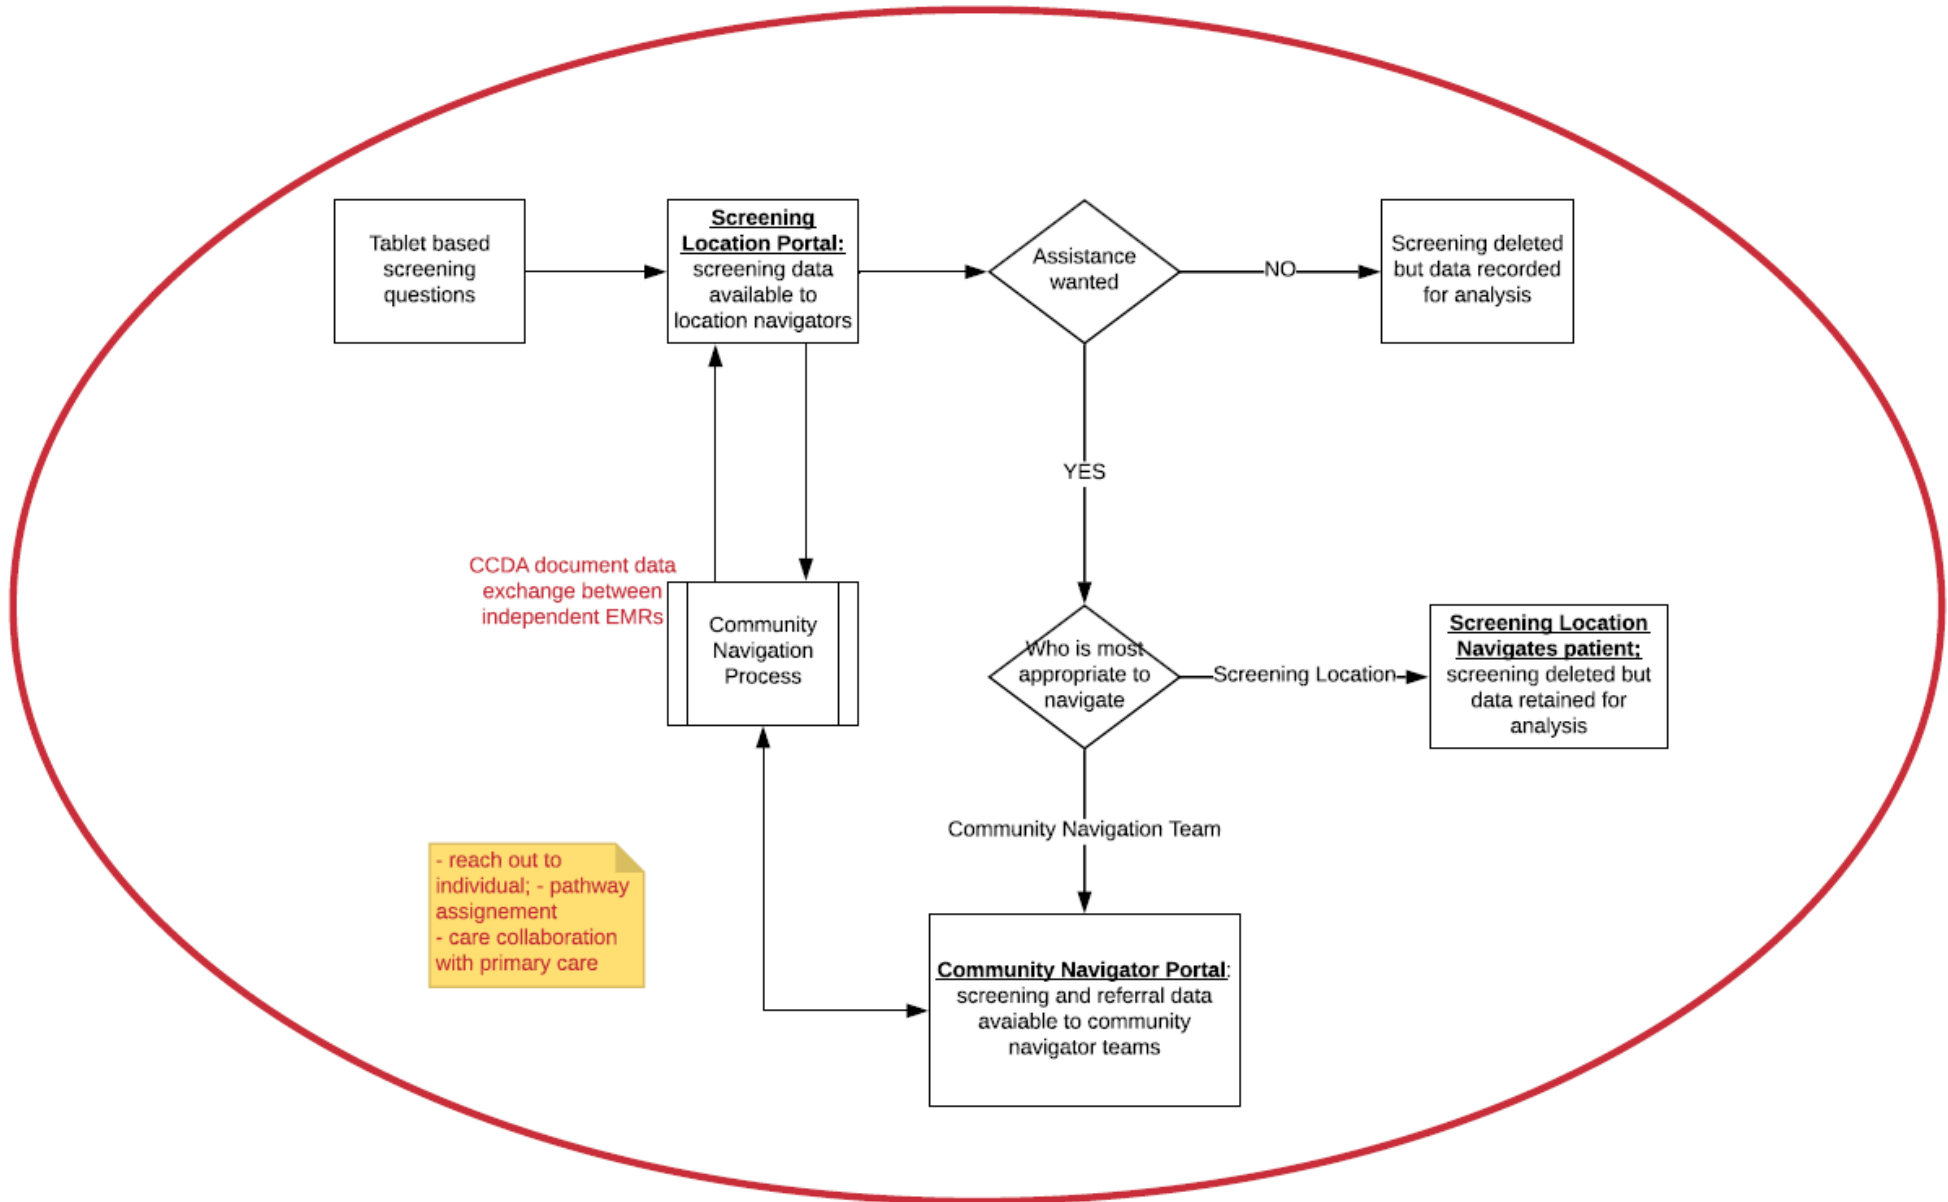 Tablet based
screening
questions
Screening
Location Portal:
screening data
available to
location navigators
Assistance
wanted
NO
Screening deleted
but data recorded
for analysis
YES
CCDA document data
exchange between
independent EMRs
Community
Navigation
Process
Who is most
appropriate to
navigate
Screening Location
Screening Location
Navigates patient;
screening deleted but
data retained for
analysis
Community Navigation Team
- reach out to
individual; - pathway
assignement
- care collaboration
with primary care
Community Navigator Portal:
screening and referral data
avaiable to community
navigator teams